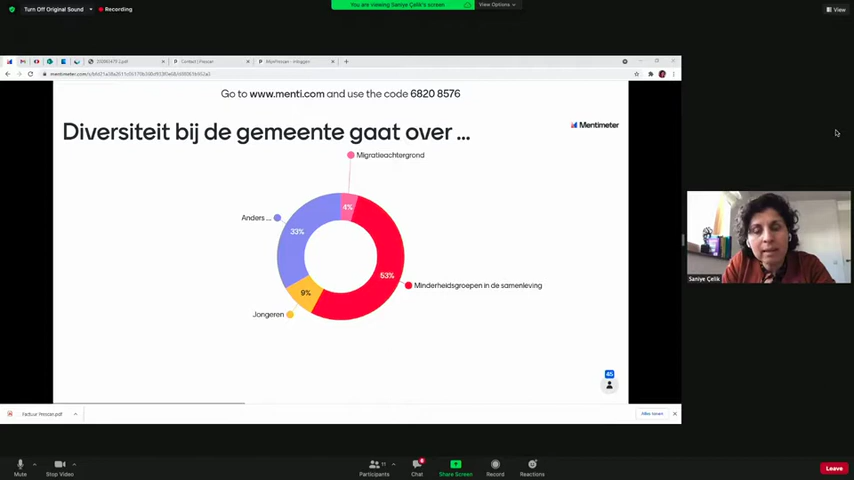 You are viewing Saniye Çelik's screen
View Options
Turn Off Original Sound
Recording
View
Contact | Frescan
Go to www.menti.com and use the code 6820 8576
Diversiteit bij de gemeente gaat over ...
Mentimeter
Migratieachtergrond
4%
Anders ...
33%
53%
Minderheidsgroepen in de samenleving
9%
Jongeren
45
Saniye Çelik
Alles tonen
Mute
Stop Video
Participants
11
Chat
Share Screen
Record
Reactions
Leave